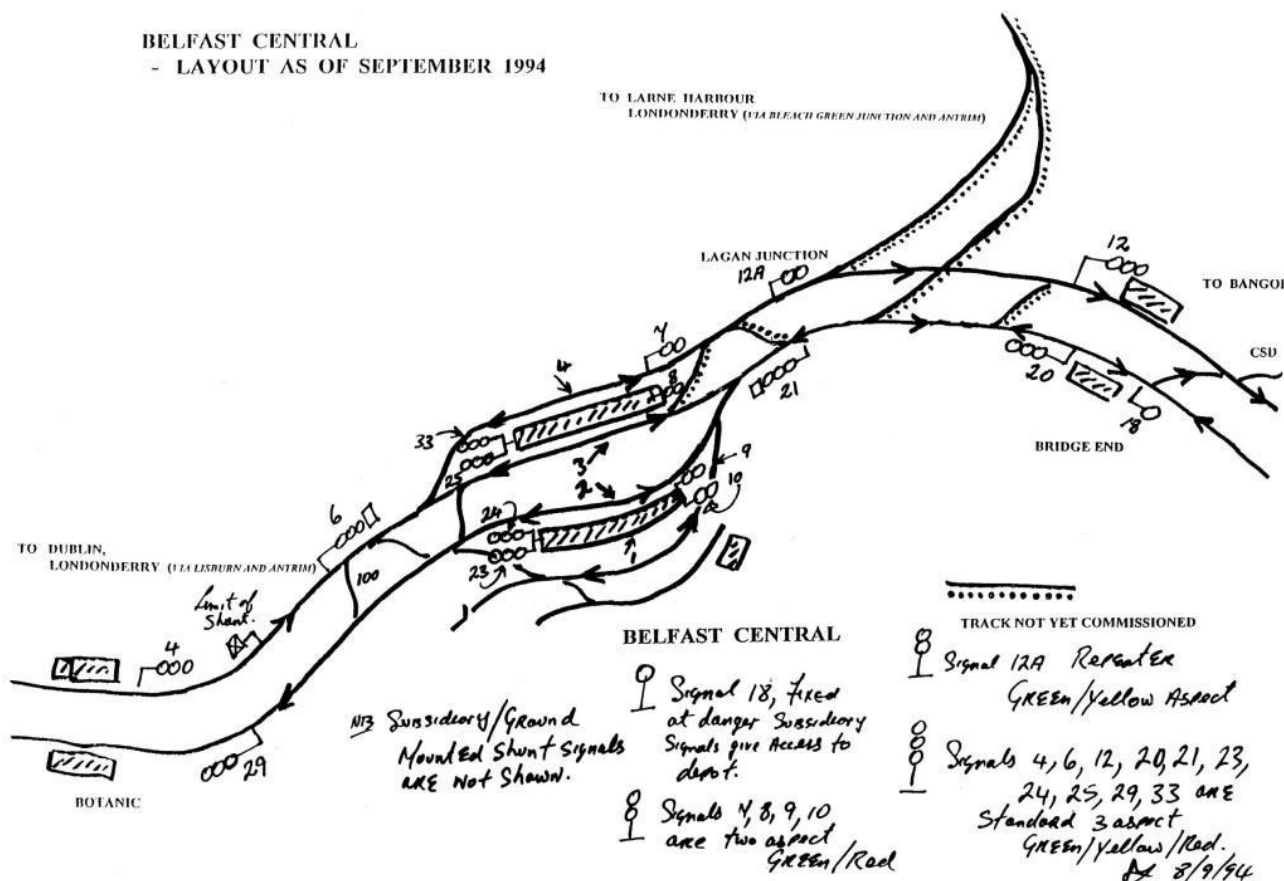 BELFAST CENTRAL
- LAYOUT AS OF SEPTEMBER 1994
TO LARNE HARBOUR
LONDONDERRY (VIA BLEACH GREEN JUNCTION AND ANTRIM)
LAGAN JUNCTION
12A
12
TO BANGOR
CSD
7
4
8
21
20
18
BRIDGE END
33
25
3
2
9
10
24
23
1
6
TO DUBLIN,
LONDONDERRY (VIA LISBURN AND ANTRIM)
100
Limit of
Shunt.
4
29
BOTANIC
NB Subsidiary/Ground
Mounted Shunt Signals
are Not Shown.
BELFAST CENTRAL
Signal 18, Fixed
at danger Subsidiary
Signals give Access to
depot.
Signals 7, 8, 9, 10
are two aspect
GREEN/Red
TRACK NOT YET COMMISSIONED
Signal 12A Repeater
GREEN/Yellow Aspect
Signals 4, 6, 12, 20, 21, 23,
24, 25, 29, 33 are
Standard 3 aspect
GREEN/Yellow/Red.
8/9/94